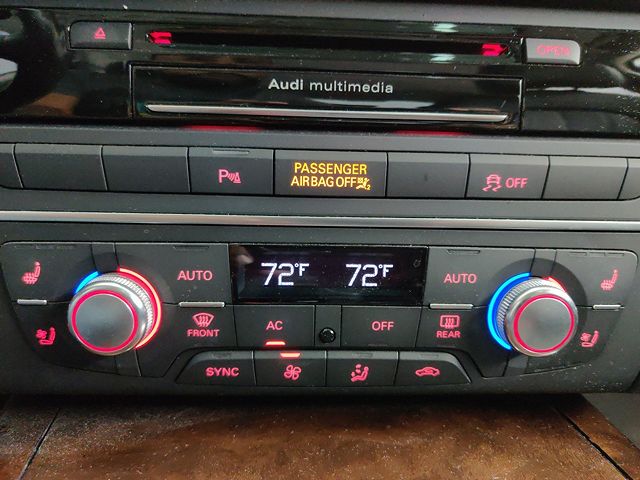 OPEN
Audi multimedia
P
PASSENGER
AIRBAG OFF
OFF
72°F 72°F
AUTO
AUTO
FRONT
AC
OFF
REAR
SYNC